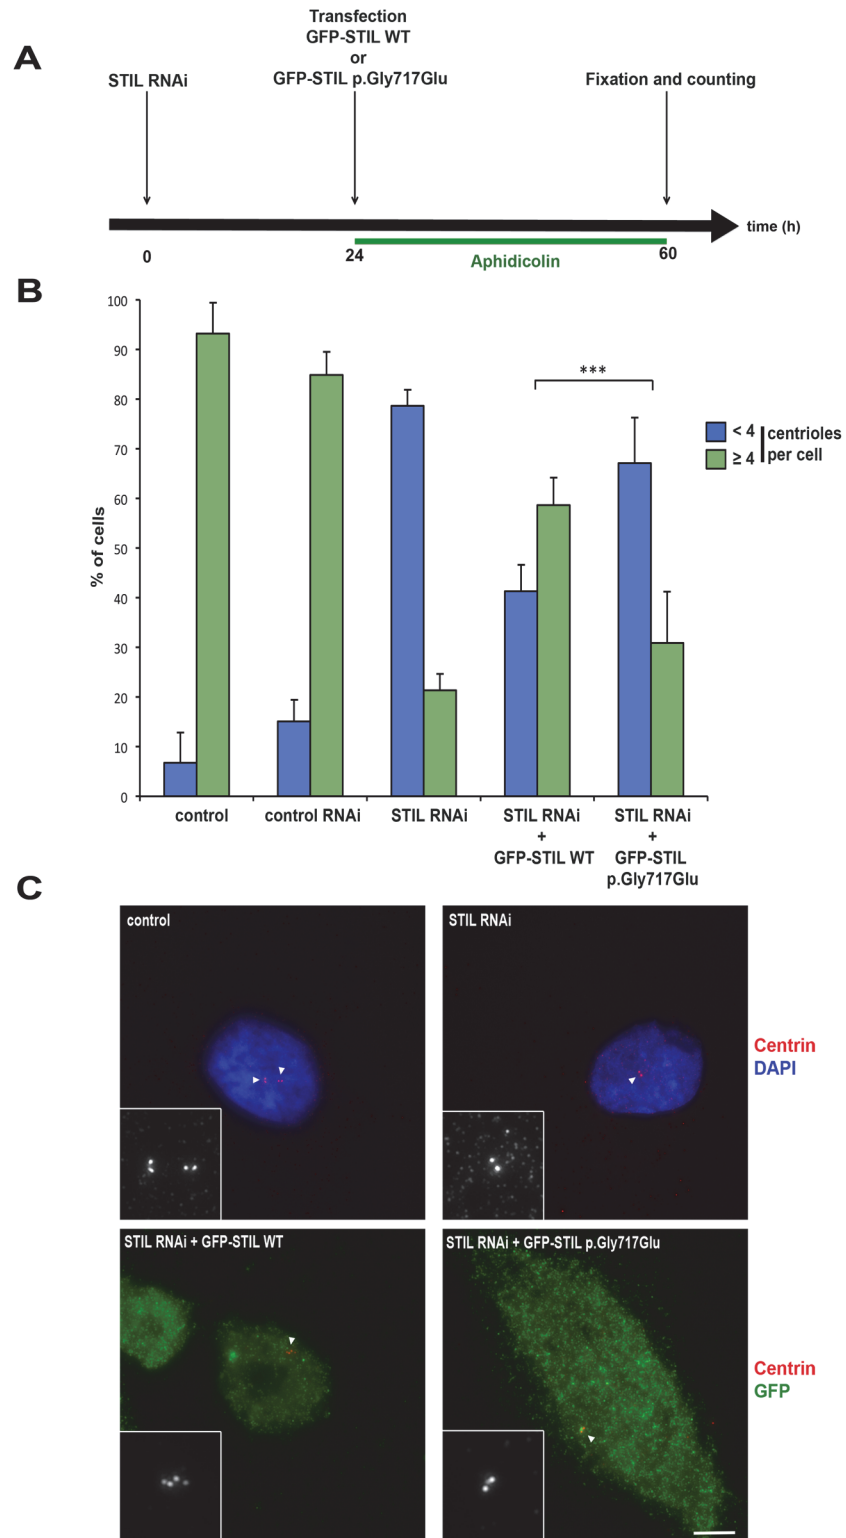 A
Transfection
GFP-STIL WT
or
GFP-STIL p.Gly717Glu
STIL RNAi
Fixation and counting
time (h)
0
24
60
Aphidicolin
B
100
90
80
70
60
50
40
30
20
10
0
% of cells
***
< 4
≥ 4
centrioles
per cell
control
control RNAi
STIL RNAi
STIL RNAi
+
GFP-STIL WT
STIL RNAi
+
GFP-STIL
p.Gly717Glu
C
control
STIL RNAi
Centrin
DAPI
STIL RNAi + GFP-STIL WT
STIL RNAi + GFP-STIL p.Gly717Glu
Centrin
GFP